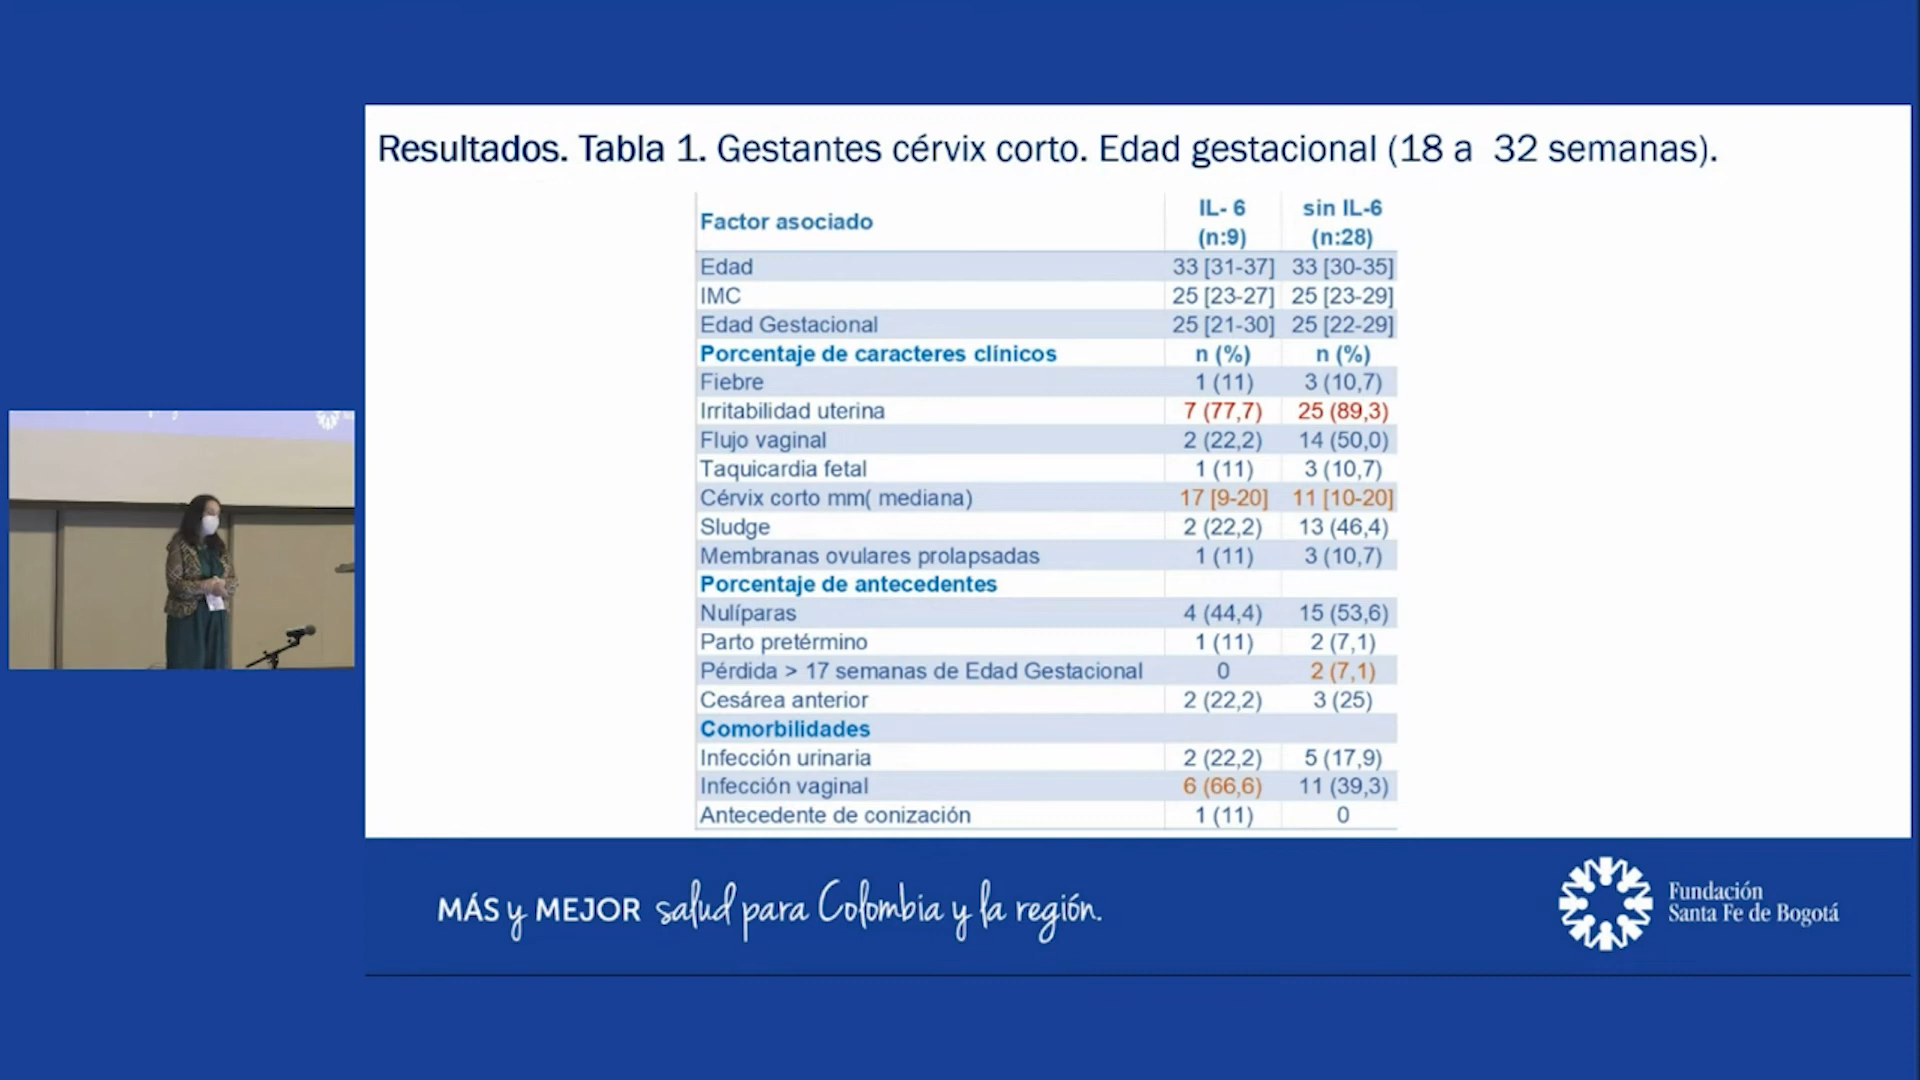 Resultados. Tabla 1. Gestantes cérvix corto. Edad gestacional (18 a 32 semanas).
Factor asociado IL- 6 (n:9) sin IL-6 (n:28)
Edad 33 [31-37] 33 [30-35]
IMC 25 [23-27] 25 [23-29]
Edad Gestacional 25 [21-30] 25 [22-29]
Porcentaje de caracteres clínicos n (%) n (%)
Fiebre 1 (11) 3 (10,7)
Irritabilidad uterina 7 (77,7) 25 (89,3)
Flujo vaginal 2 (22,2) 14 (50,0)
Taquicardia fetal 1 (11) 3 (10,7)
Cérvix corto mm( mediana) 17 [9-20] 11 [10-20]
Sludge 2 (22,2) 13 (46,4)
Membranas ovulares prolapsadas 1 (11) 3 (10,7)
Porcentaje de antecedentes
Nulíparas 4 (44,4) 15 (53,6)
Parto pretérmino 1 (11) 2 (7,1)
Pérdida > 17 semanas de Edad Gestacional 0 2 (7,1)
Cesárea anterior 2 (22,2) 3 (25)
Comorbilidades
Infección urinaria 2 (22,2) 5 (17,9)
Infección vaginal 6 (66,6) 11 (39,3)
Antecedente de conización 1 (11) 0
MÁS y MEJOR salud para Colombia y la región.
Fundación
Santa Fe de Bogotá